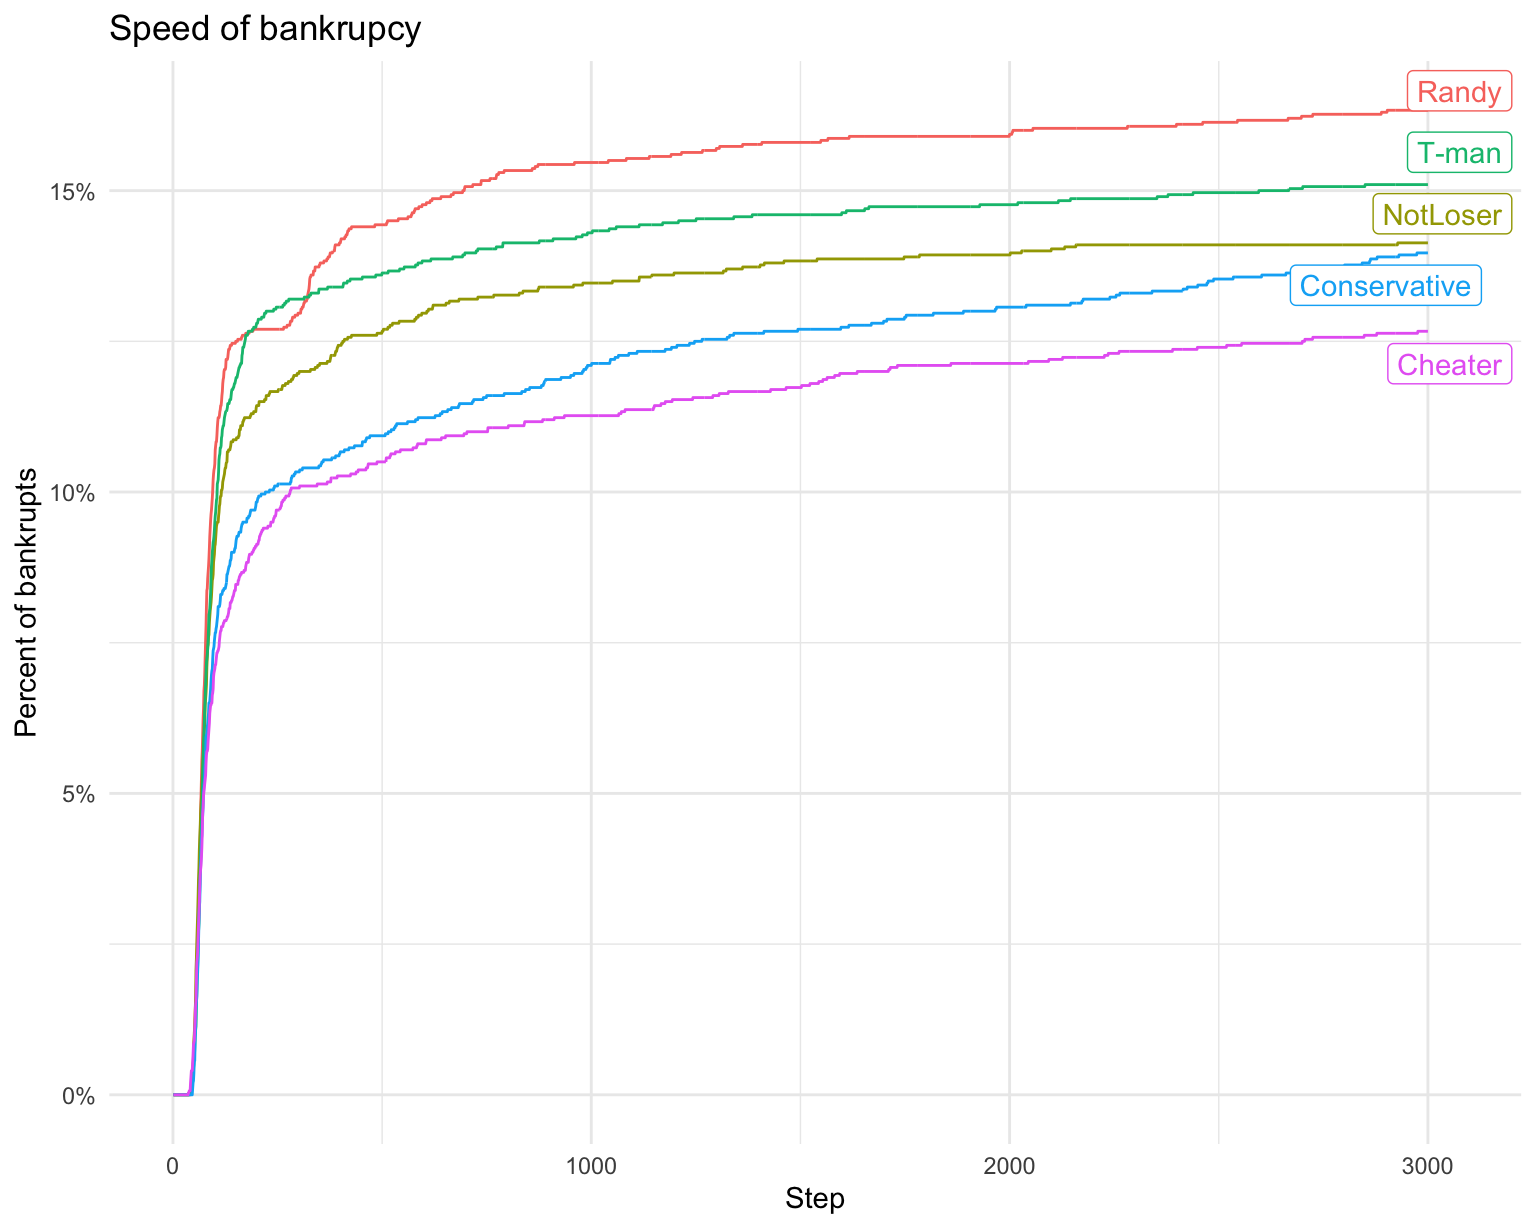 Speed of bankrupcy
Randy
T-man
NotLoser
Conservative
Cheater
15%
10%
5%
0%
Percent of bankrupts
0
1000
2000
3000
Step